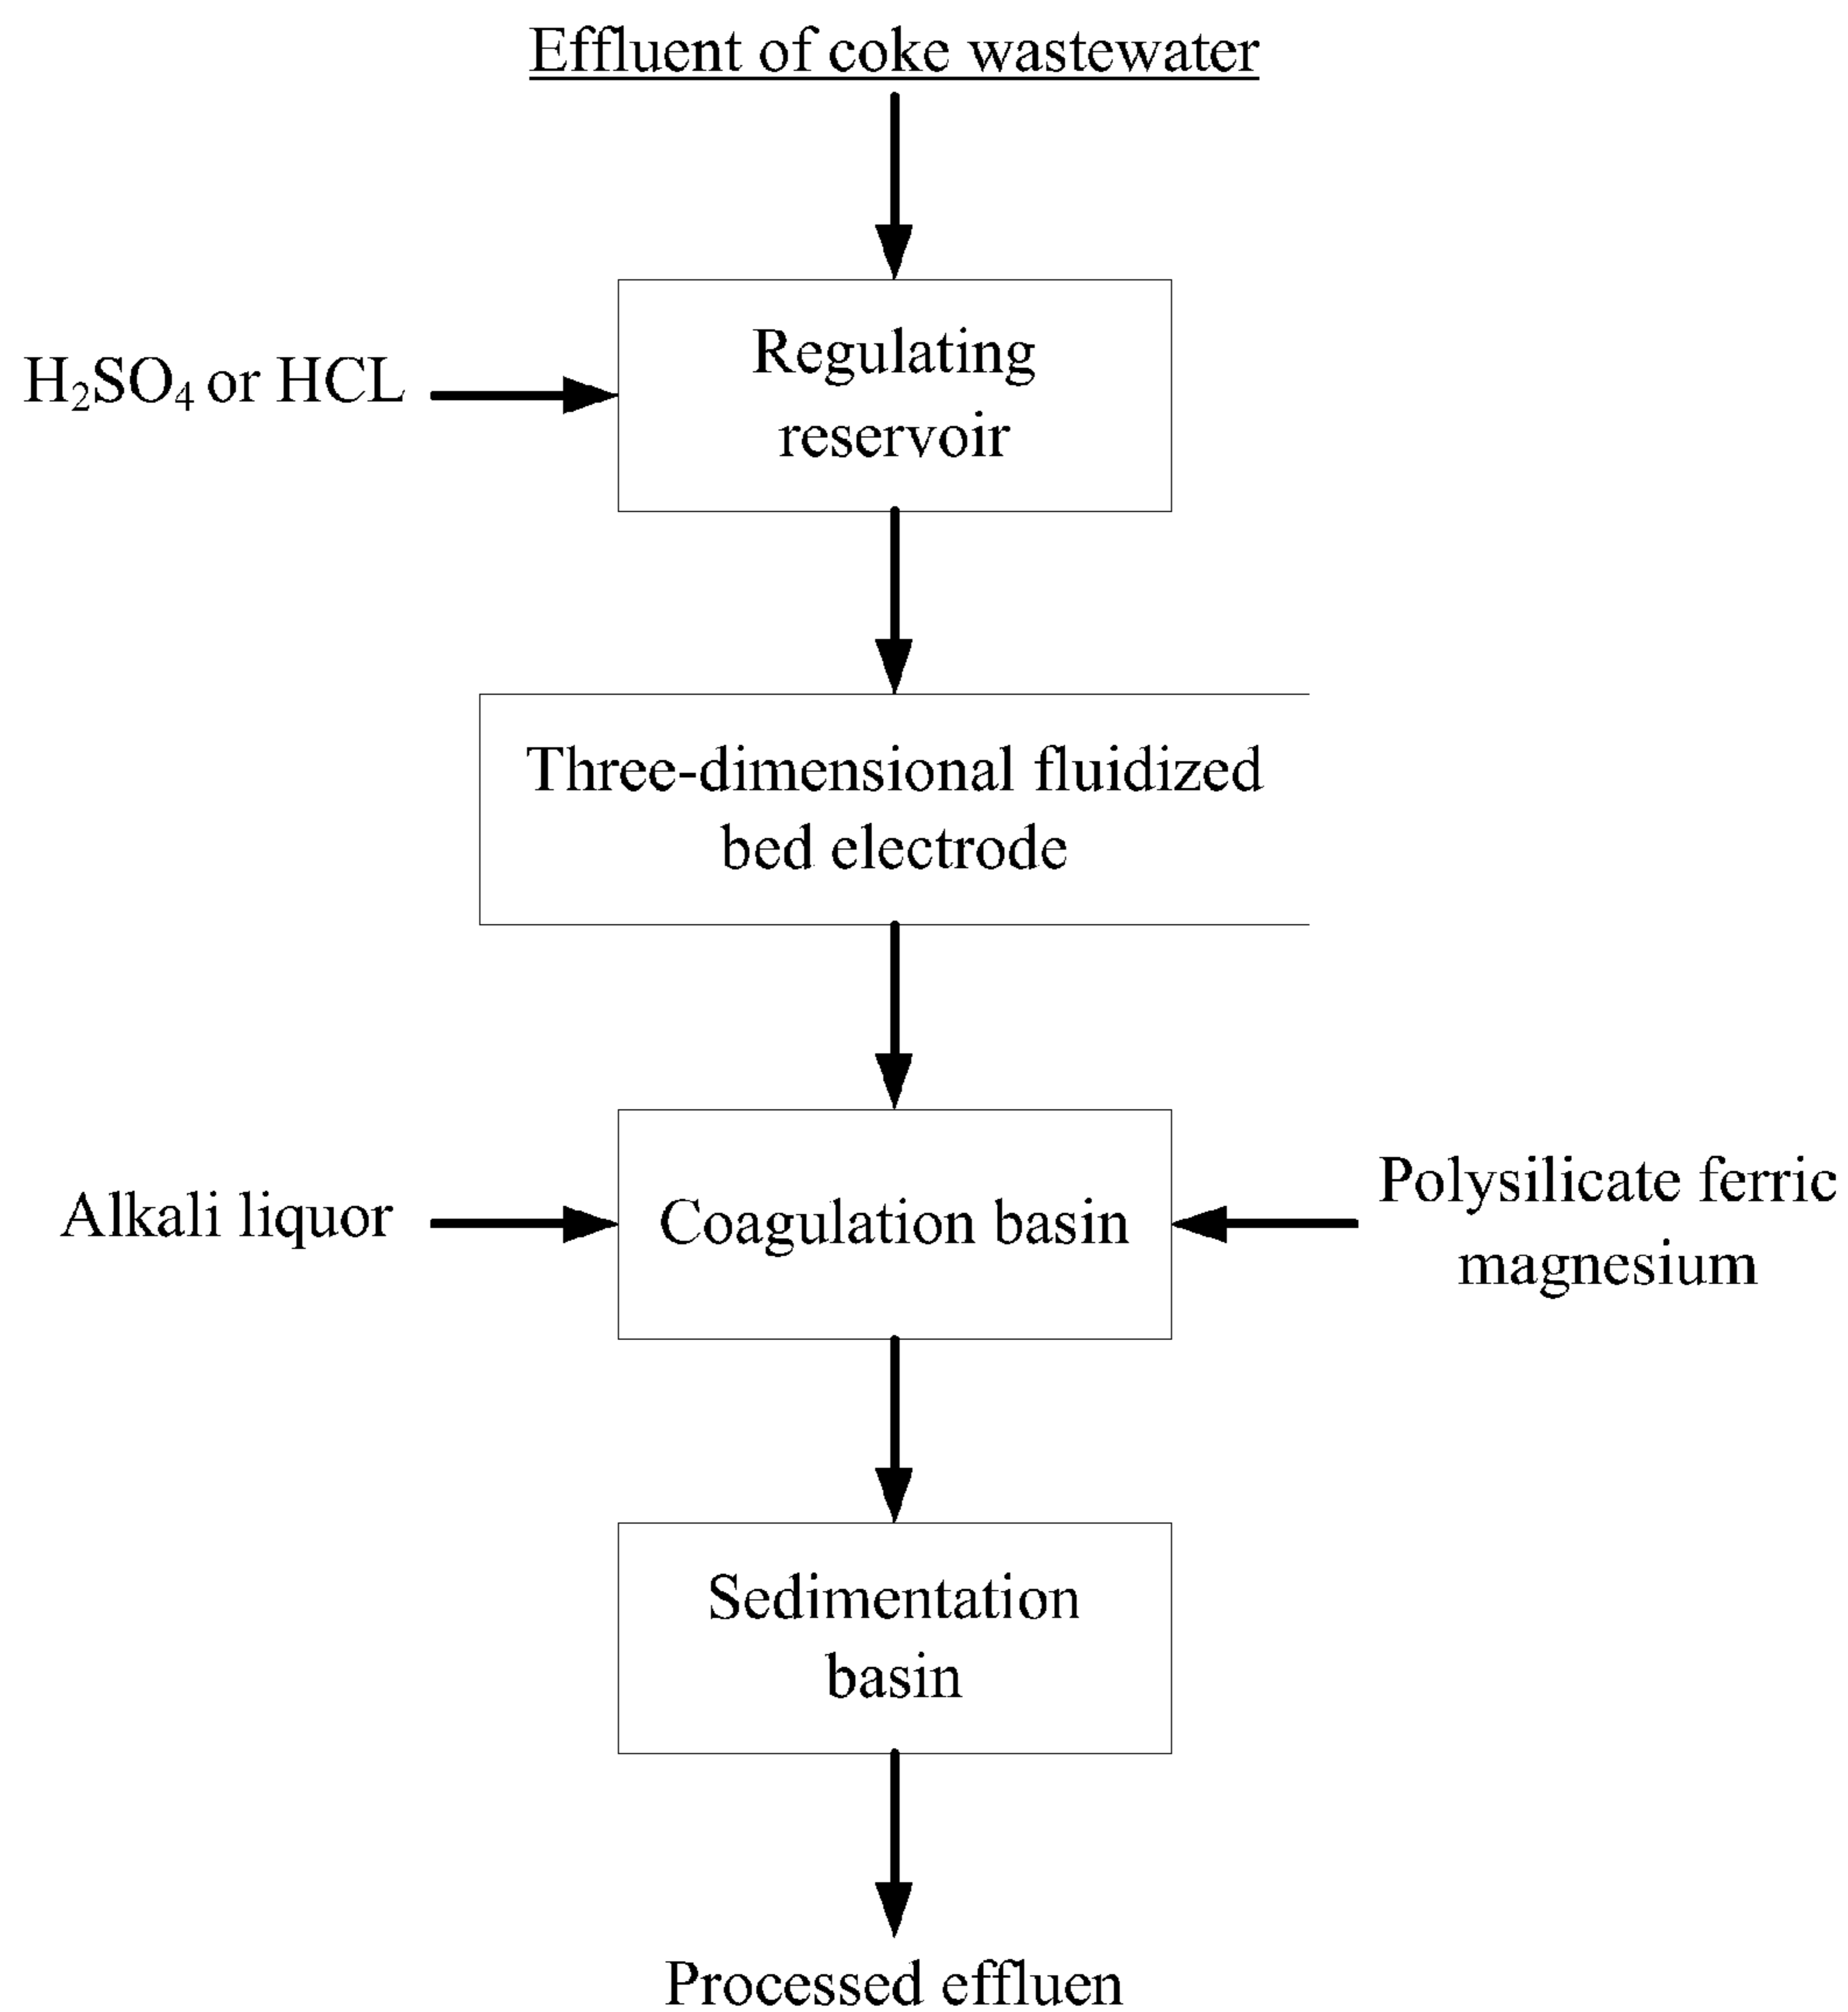 Effluent of coke wastewater
H₂SO₄ or HCL
Regulating
reservoir
Three-dimensional fluidized
bed electrode
Alkali liquor
Coagulation basin
Polysilicate ferric
magnesium
Sedimentation
basin
Processed effluen